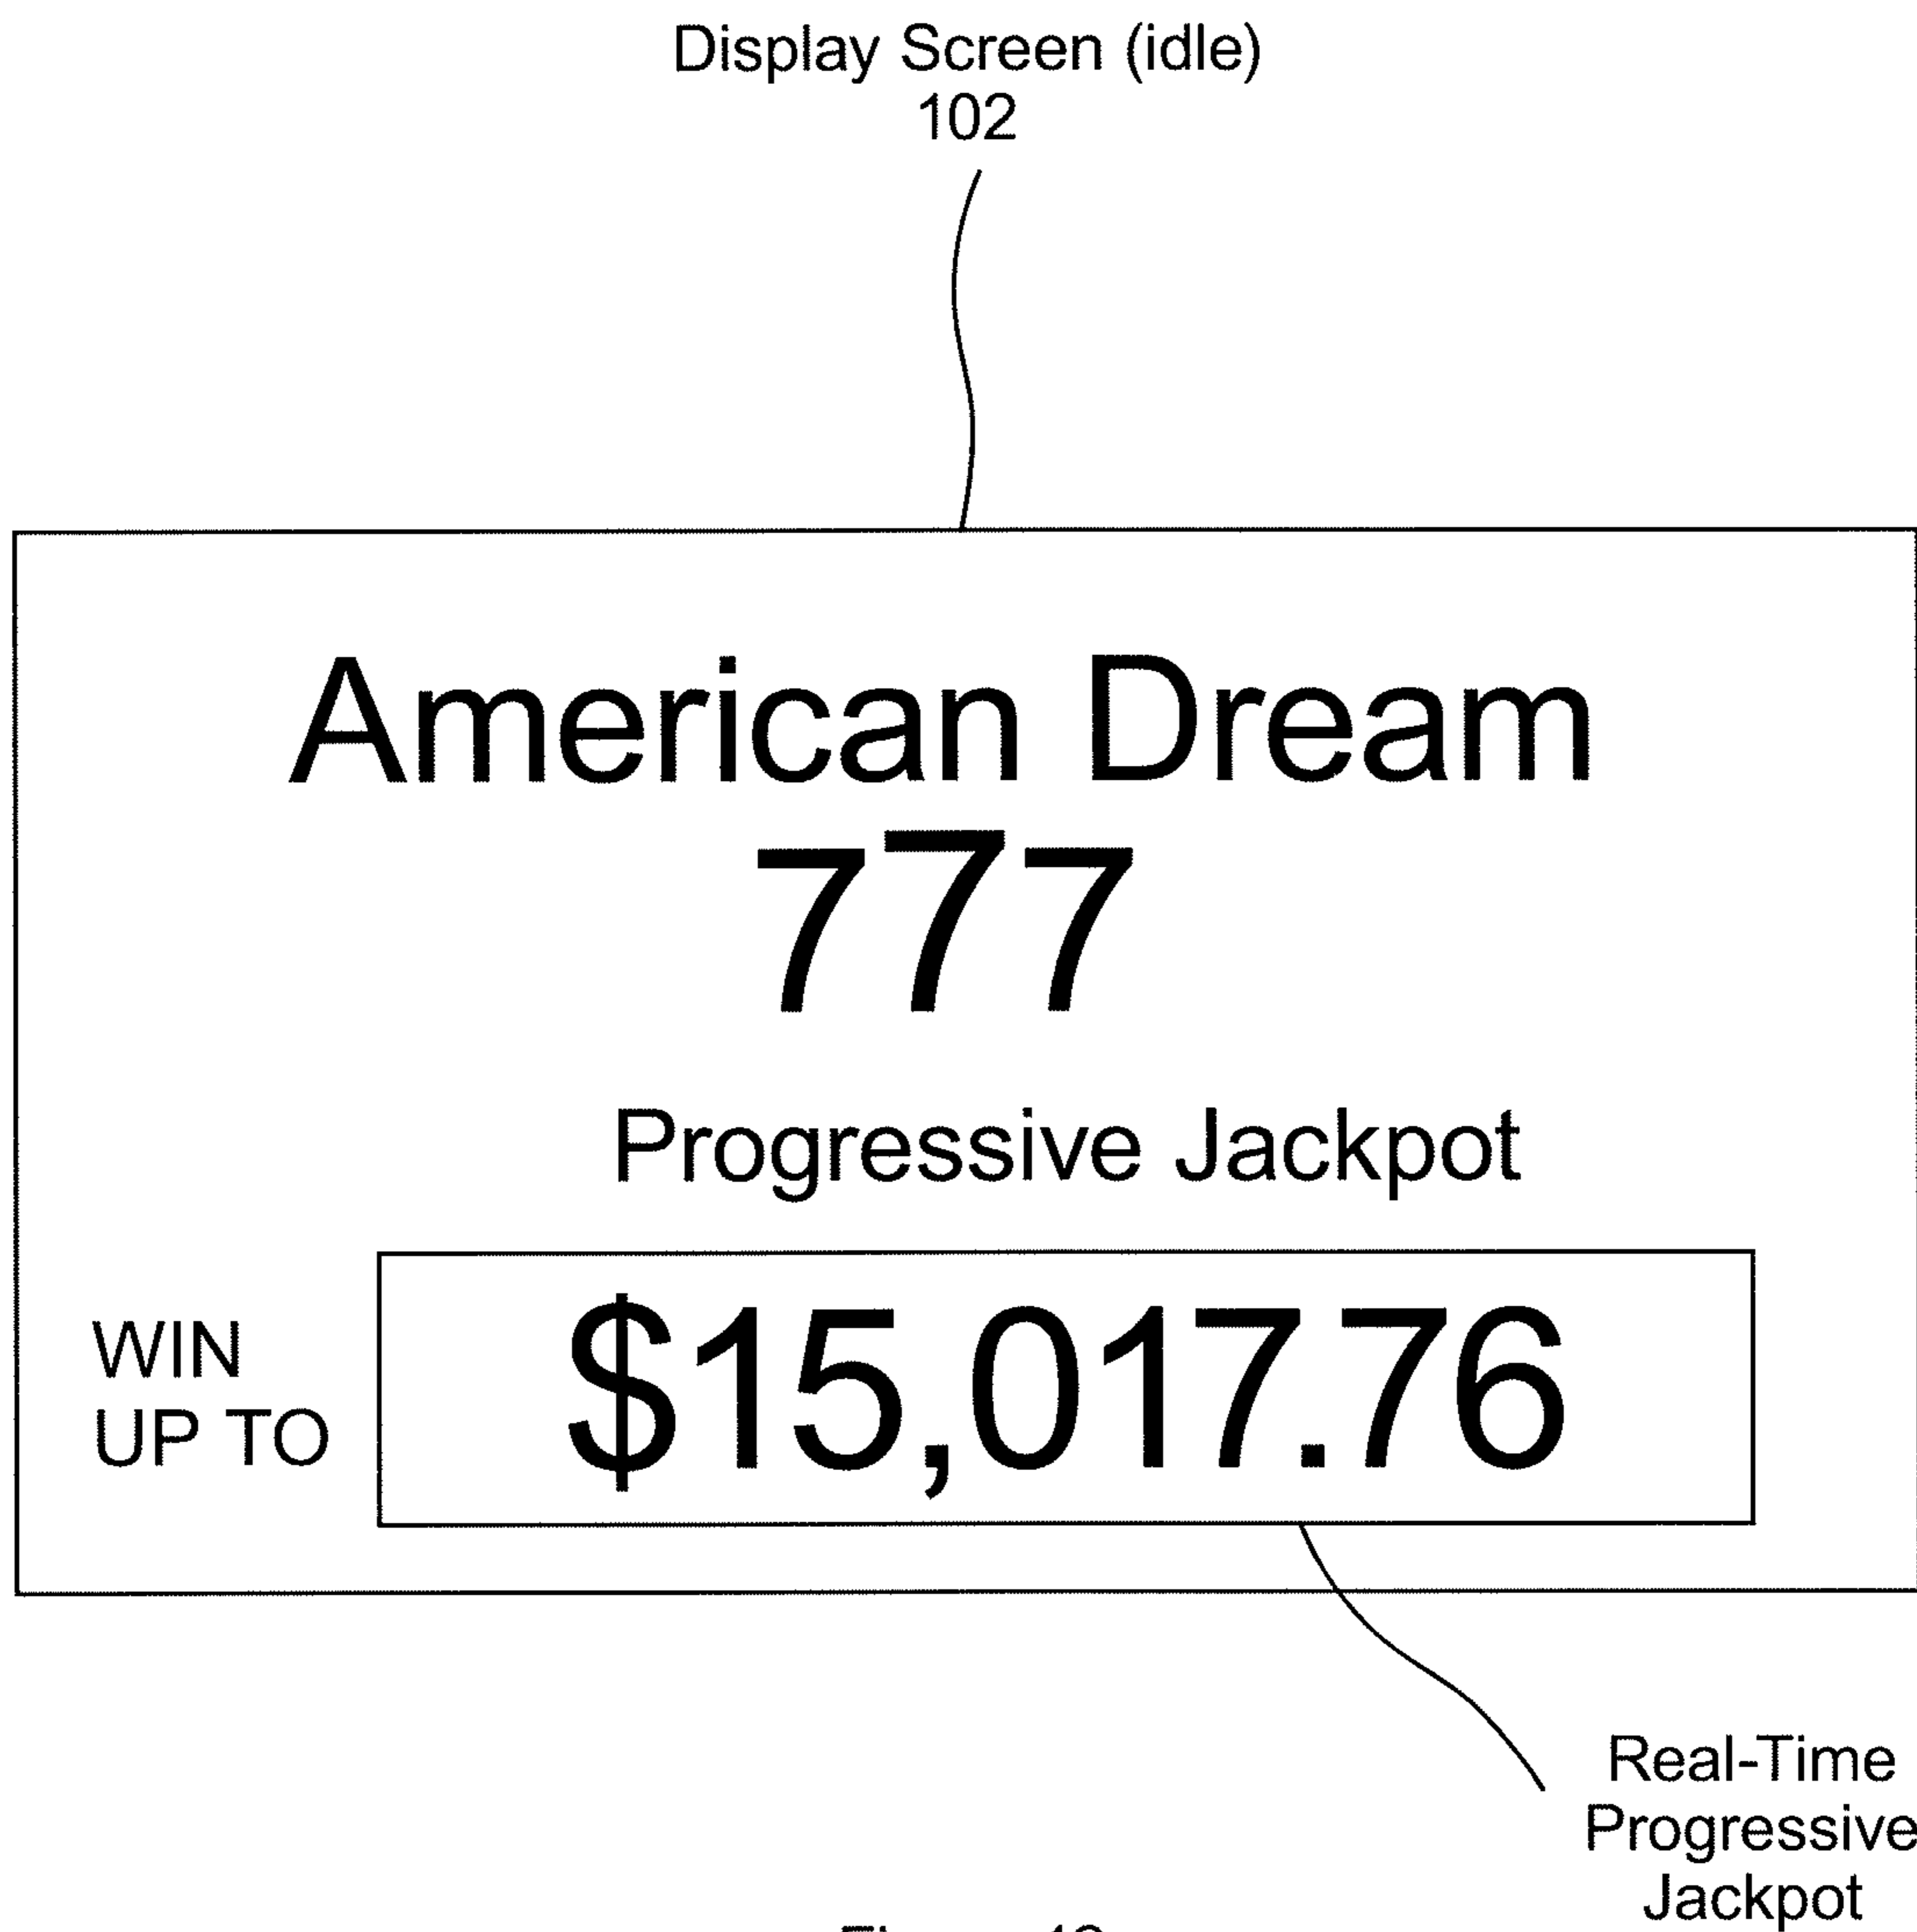 Display Screen (idle)
102
American Dream
777
Progressive Jackpot
WIN
UP TO
$15,017.76
Real-Time
Progressive
Jackpot